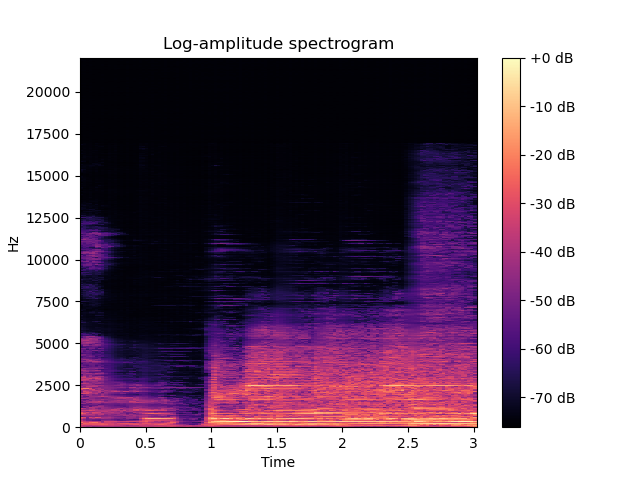 Log-amplitude spectrogram
Hz
20000
17500
15000
12500
10000
7500
5000
2500
0
0 0.5 1 1.5 2 2.5 3
Time
+0 dB
-10 dB
-20 dB
-30 dB
-40 dB
-50 dB
-60 dB
-70 dB